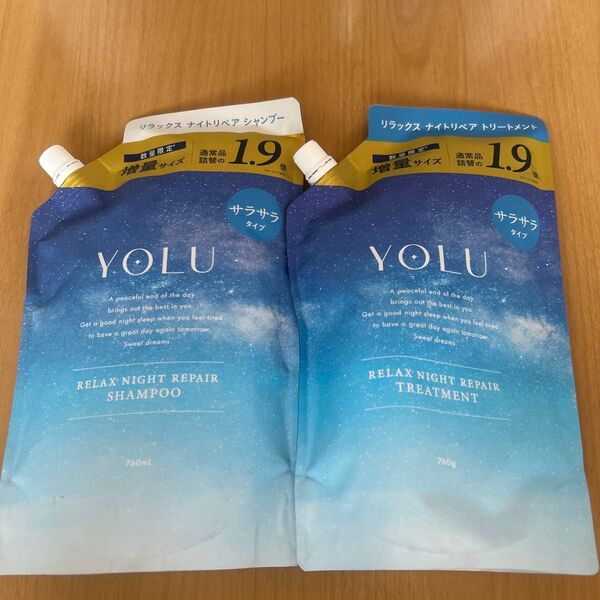 リラックス ナイトリペア シャンプー
数量限定*
増量サイズ
通常品
詰替の
1.9倍
サラサラ
タイプ
YOLU
A peaceful end of the day
brings out the best in you
Get a good night sleep when you feel tired
to have a great day again tomorrow.
Sweet dreams
RELAX NIGHT REPAIR
SHAMPOO
760ml
リラックス ナイトリペア トリートメント
数量限定*
増量サイズ
通常品
詰替の
1.9倍
サラサラ
タイプ
YOLU
A peaceful end of the day
brings out the best in you
Get a good night sleep when you feel tired
to have a great day again tomorrow.
Sweet dreams
RELAX NIGHT REPAIR
TREATMENT
760g